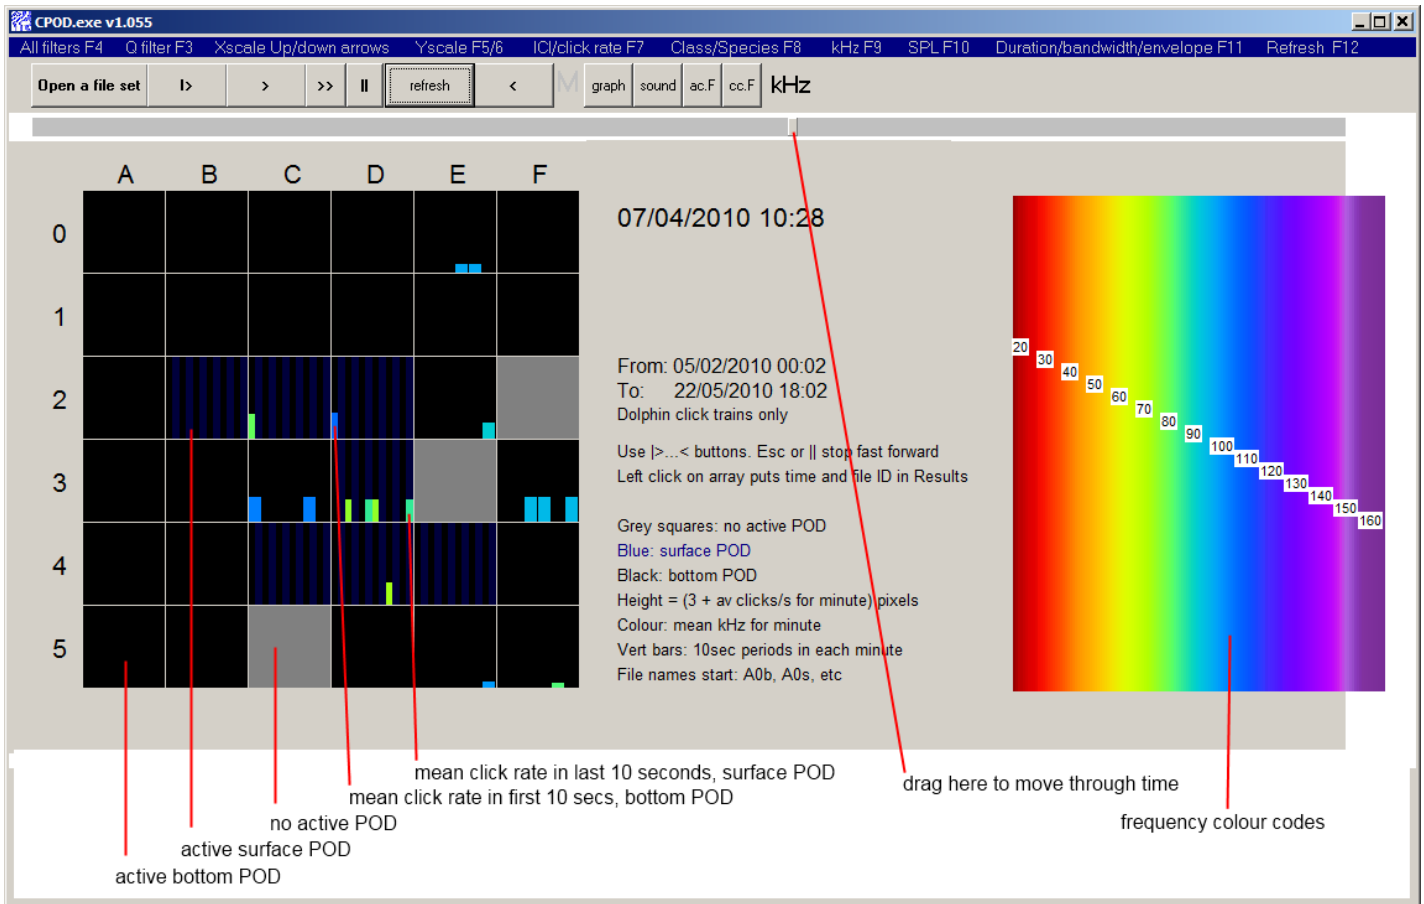 CPOD.exe v1.055
All filters F4 Q filter F3 Xscale Up/down arrows Yscale F5/6 ICI/click rate F7 Class/Species F8 kHz F9 SPL F10 Duration/bandwidth/envelope F11 Refresh F12
Open a file set |> > >> || refresh < M graph sound ac.F cc.F kHz
A B C D E F
0
1
2
3
4
5
07/04/2010 10:28
From: 05/02/2010 00:02
To: 22/05/2010 18:02
Dolphin click trains only
Use |>...< buttons. Esc or || stop fast forward
Left click on array puts time and file ID in Results
Grey squares: no active POD
Blue: surface POD
Black: bottom POD
Height = (3 + av clicks/s for minute) pixels
Colour: mean kHz for minute
Vert bars: 10sec periods in each minute
File names start: A0b, A0s, etc
20
30
40
50
60
70
80
90
100
110
120
130
140
150
160
mean click rate in last 10 seconds, surface POD
mean click rate in first 10 secs, bottom POD
no active POD
active surface POD
active bottom POD
drag here to move through time
frequency colour codes